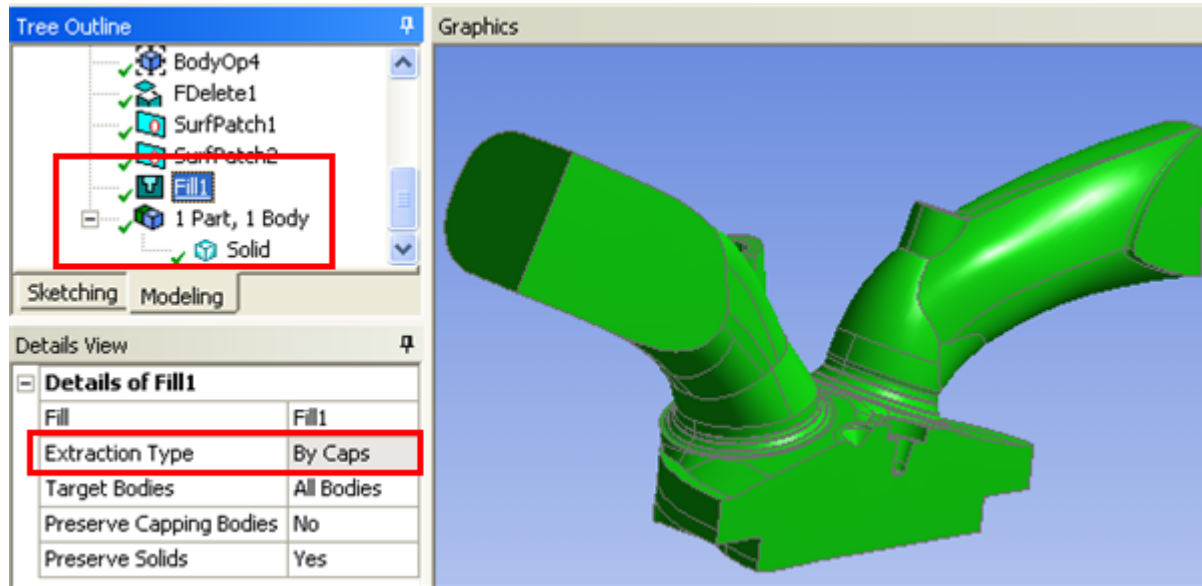 Tree Outline
BodyOp4
FDelete1
SurfPatch1
SurfPatch2
Fill1
1 Part, 1 Body
Solid
Sketching Modeling
Details View
Details of Fill1
Fill Fill1
Extraction Type By Caps
Target Bodies All Bodies
Preserve Capping Bodies No
Preserve Solids Yes
Graphics